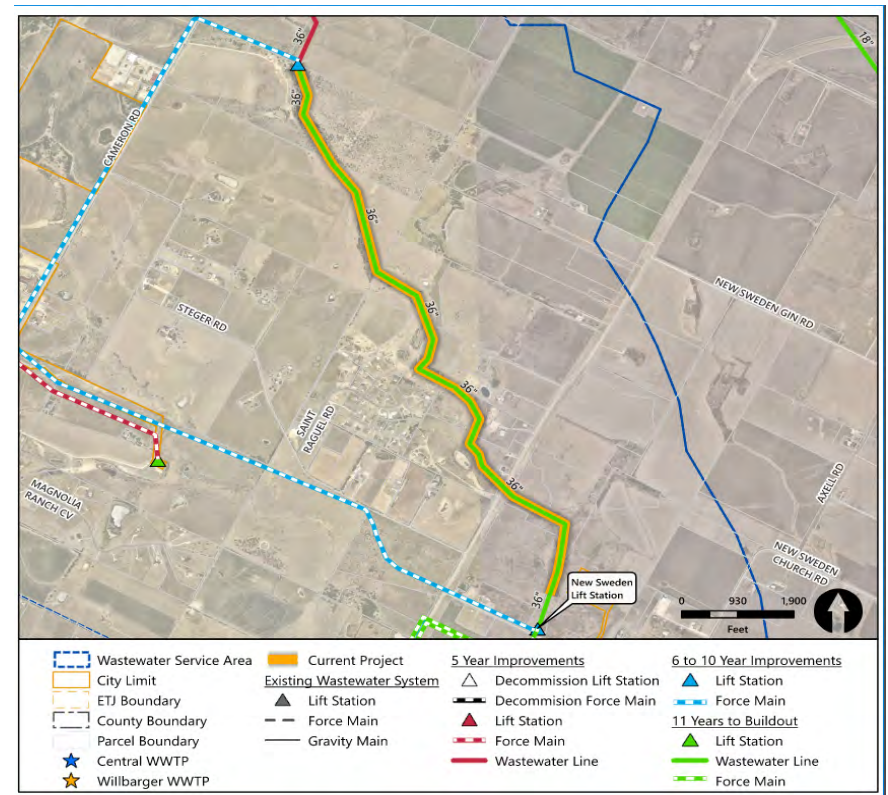 36"
18"
36"
CAMERON RD
36"
NEW SWEDEN GIN RD
STEGER RD
36"
36"
SAINT
RAGUEL RD
AXELL RD
36"
MAGNOLIA
RANCH CV
NEW SWEDEN
CHURCH RD
New Sweden
Lift Station
36"
0 930 1,900
Feet
Wastewater Service Area
City Limit
ETJ Boundary
County Boundary
Parcel Boundary
Central WWTP
Willbarger WWTP
Current Project
Existing Wastewater System
Lift Station
Force Main
Gravity Main
5 Year Improvements
Decommission Lift Station
Decommision Force Main
Lift Station
Force Main
Wastewater Line
6 to 10 Year Improvements
Lift Station
Force Main
11 Years to Buildout
Lift Station
Wastewater Line
Force Main